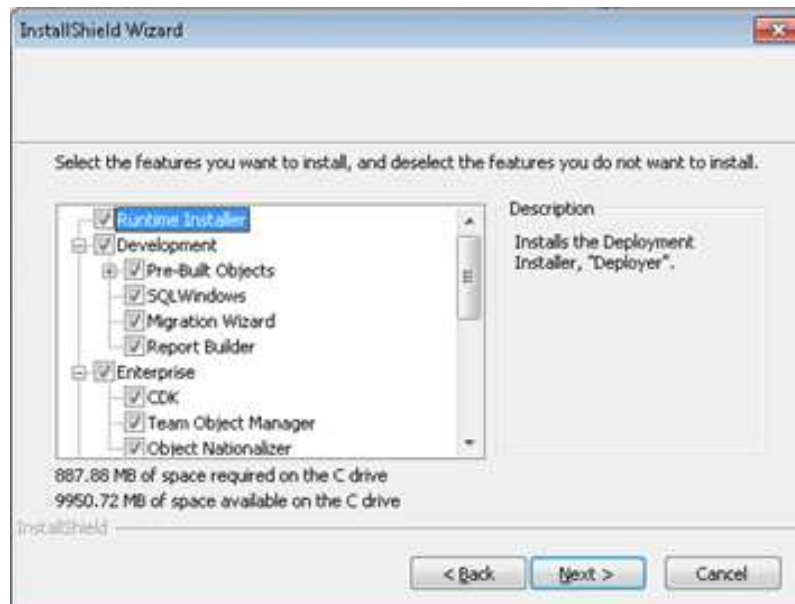 InstallShield Wizard
Select the features you want to install, and deselect the features you do not want to install.
Runtime Installer
Development
Pre-Built Objects
SQLWindows
Migration Wizard
Report Builder
Enterprise
CDK
Team Object Manager
Object Nationalizer
Description
Installs the Deployment
Installer, "Deployer".
887.88 MB of space required on the C drive
9950.72 MB of space available on the C drive
InstallShield
< Back
Next >
Cancel